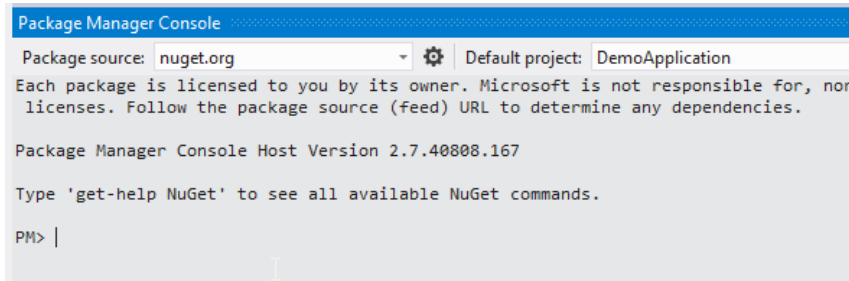 Package Manager Console
Package source: nuget.org Default project: DemoApplication
Each package is licensed to you by its owner. Microsoft is not responsible for, nor
licenses. Follow the package source (feed) URL to determine any dependencies.
Package Manager Console Host Version 2.7.40808.167
Type 'get-help NuGet' to see all available NuGet commands.
PM>